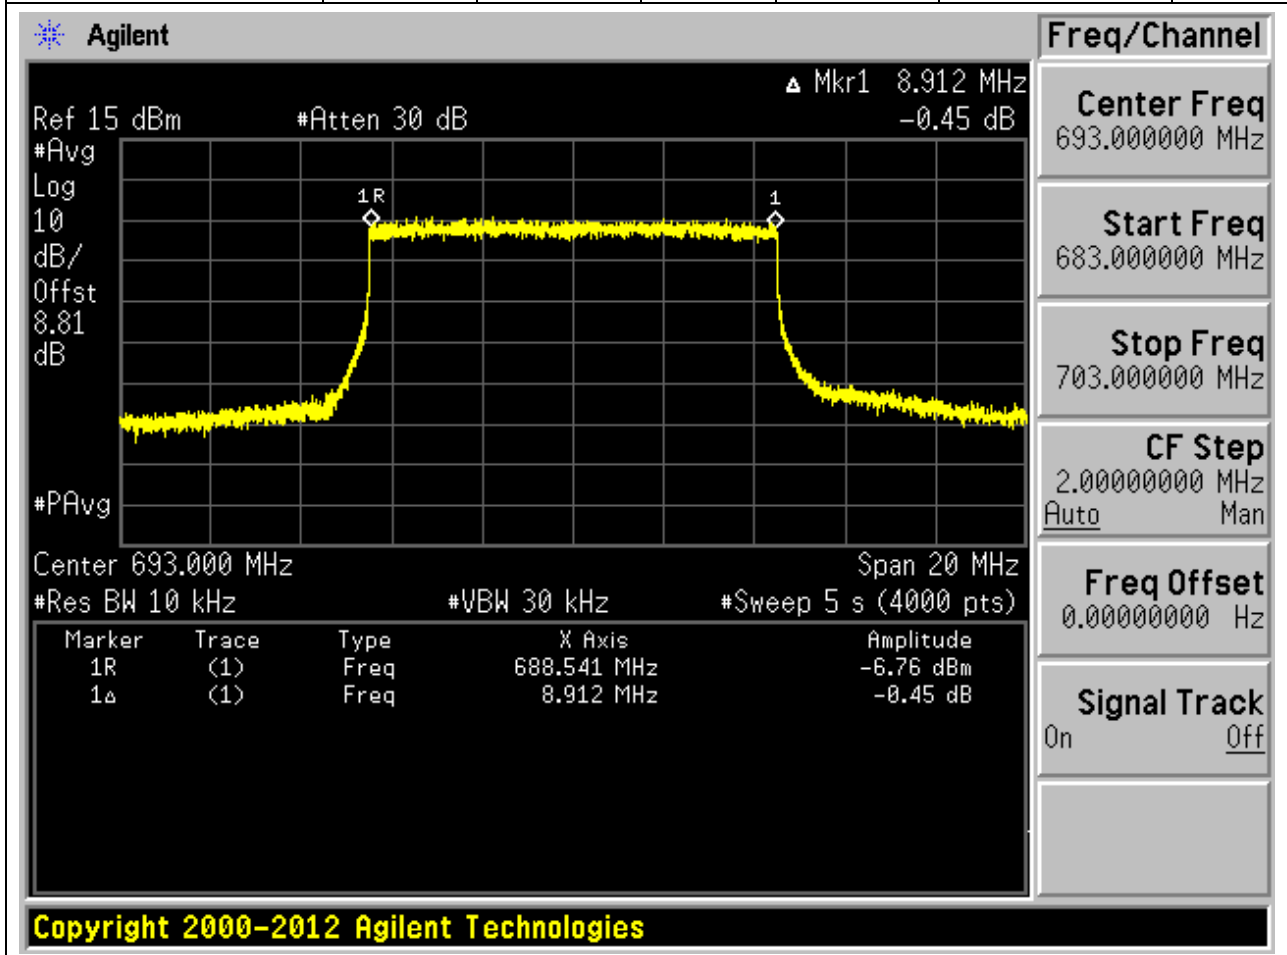 Agilent
Freq/Channel
Δ Mkr1 8.912 MHz
Ref 15 dBm #Atten 30 dB -0.45 dB
#Avg
Log
10
dB/
Offst
8.81
dB
1R
1
#PAvg
Center 693.000 MHz Span 20 MHz
#Res BW 10 kHz #VBW 30 kHz #Sweep 5 s (4000 pts)
Marker Trace Type X Axis Amplitude
1R (1) Freq 688.541 MHz -6.76 dBm
1Δ (1) Freq 8.912 MHz -0.45 dB
Center Freq
693.000000 MHz
Start Freq
683.000000 MHz
Stop Freq
703.000000 MHz
CF Step
2.00000000 MHz
Auto Man
Freq Offset
0.00000000 Hz
Signal Track
On Off
Copyright 2000-2012 Agilent Technologies